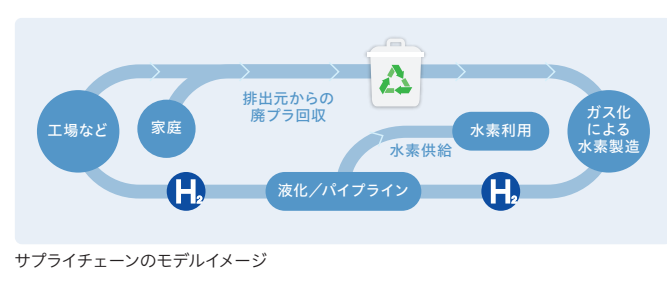 工場など
家庭
排出元からの
廃プラ回収
ガス化
による
水素製造
水素利用
水素供給
H2
液化／パイプライン
H2
サプライチェーンのモデルイメージ